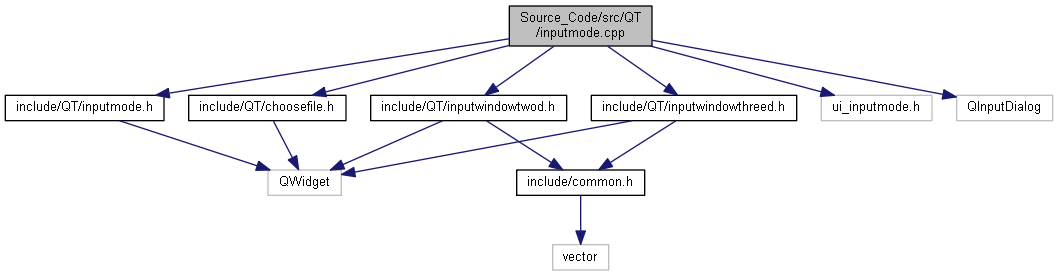 Source_Code/src/QT
/inputmode.cpp
include/QT/inputmode.h
include/QT/choosefile.h
include/QT/inputwindowtwod.h
include/QT/inputwindowthreed.h
ui_inputmode.h
QInputDialog
QWidget
include/common.h
vector